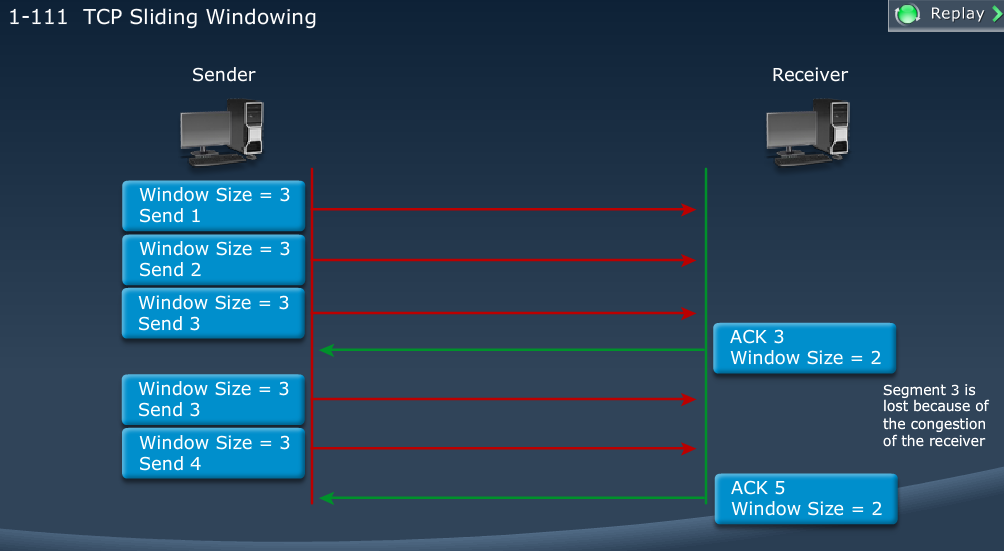 1-111 TCP Sliding Windowing
Replay
Sender
Receiver
Window Size = 3
Send 1
Window Size = 3
Send 2
Window Size = 3
Send 3
ACK 3
Window Size = 2
Window Size = 3
Send 3
Segment 3 is
lost because of
the congestion
of the receiver
Window Size = 3
Send 4
ACK 5
Window Size = 2